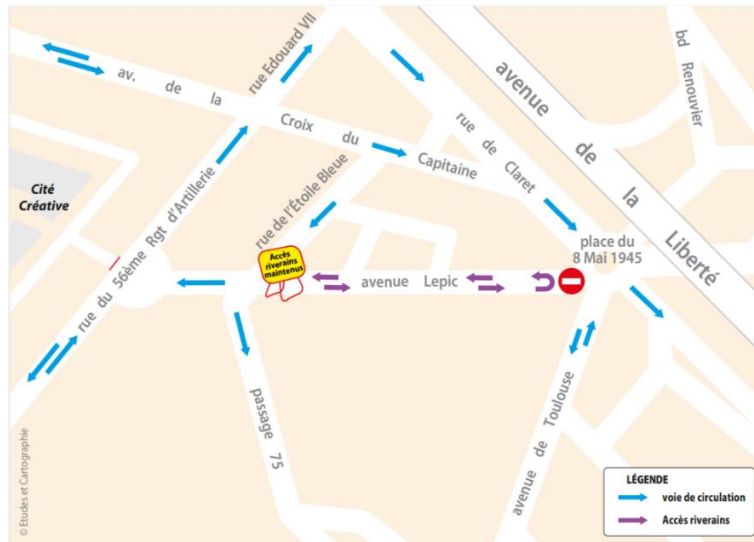 rue Edouard VII
bd Renouvier
avenue de la Liberté
av. de la Croix du Capitaine
rue de Claret
Cité
Créative
rue du 56ème Rgt d'Artillerie
rue de l'Étoile Bleue
place du
8 Mai 1945
Accès
riverains
maintenus
avenue Lepic
passage 75
avenue de Toulouse
© Etudes et Cartographie
LÉGENDE
voie de circulation
Accès riverains